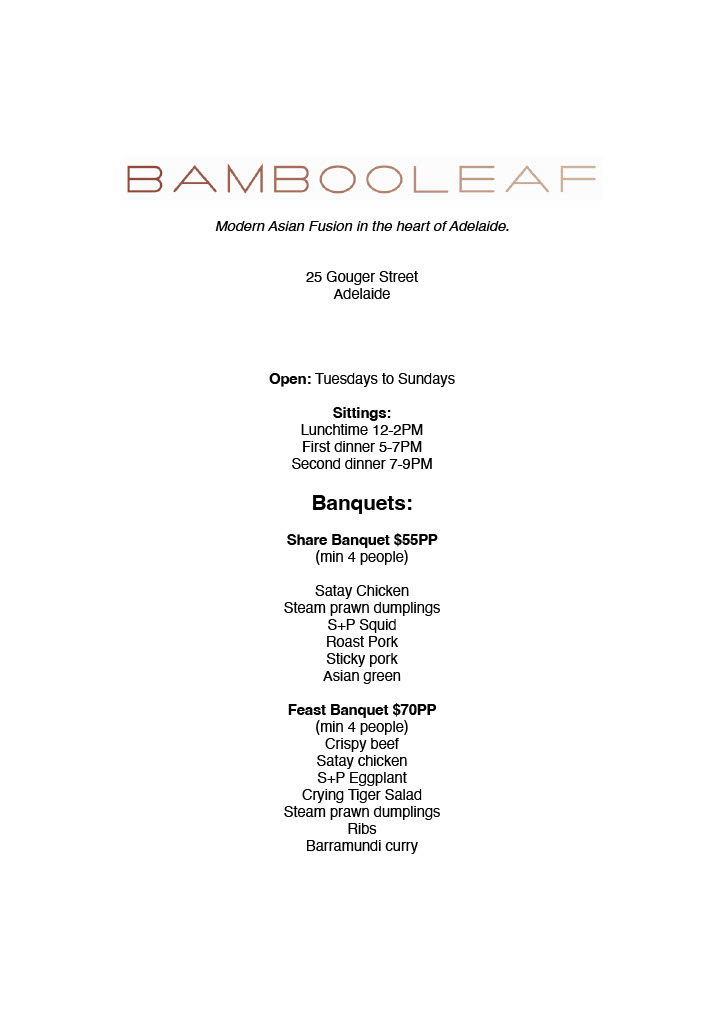 BAMBOOLEAF
Modern Asian Fusion in the heart of Adelaide.
25 Gouger Street
Adelaide
Open: Tuesdays to Sundays
Sittings:
Lunchtime 12-2PM
First dinner 5-7PM
Second dinner 7-9PM
Banquets:
Share Banquet $55PP
(min 4 people)
Satay Chicken
Steam prawn dumplings
S+P Squid
Roast Pork
Sticky pork
Asian green
Feast Banquet $70PP
(min 4 people)
Crispy beef
Satay chicken
S+P Eggplant
Crying Tiger Salad
Steam prawn dumplings
Ribs
Barramundi curry